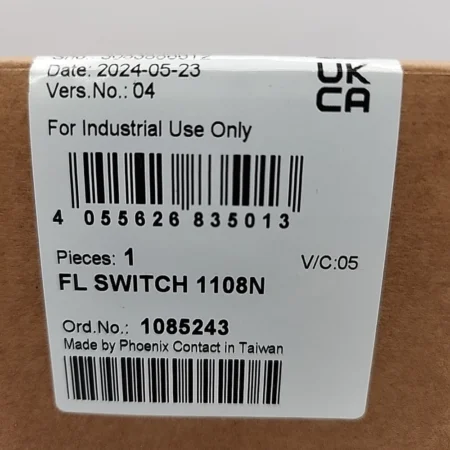 Date: 2024-05-23
Vers.No.: 04
UK
CA
For Industrial Use Only
4 055626 835013
Pieces: 1
V/C:05
FL SWITCH 1108N
Ord.No.: 1085243
Made by Phoenix Contact in Taiwan